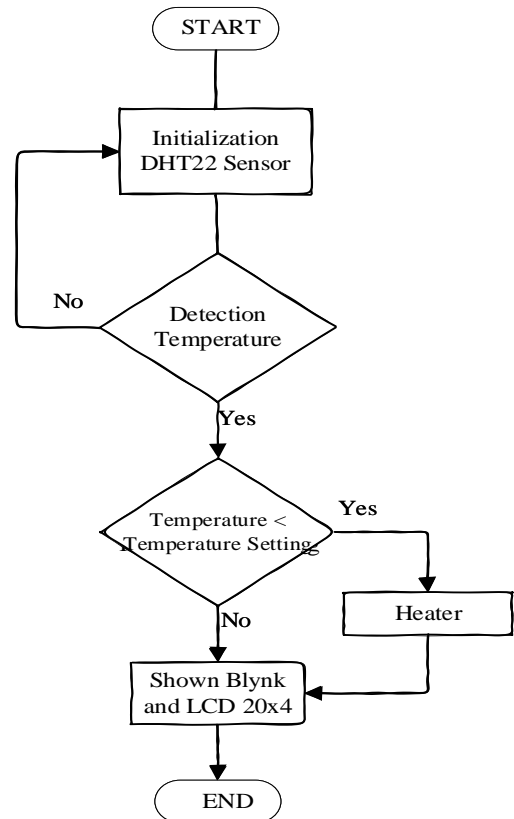 START
Initialization
DHT22 Sensor
No
Detection
Temperature
Yes
Temperature <
Temperature Setting
Yes
Heater
No
Shown Blynk
and LCD 20x4
END